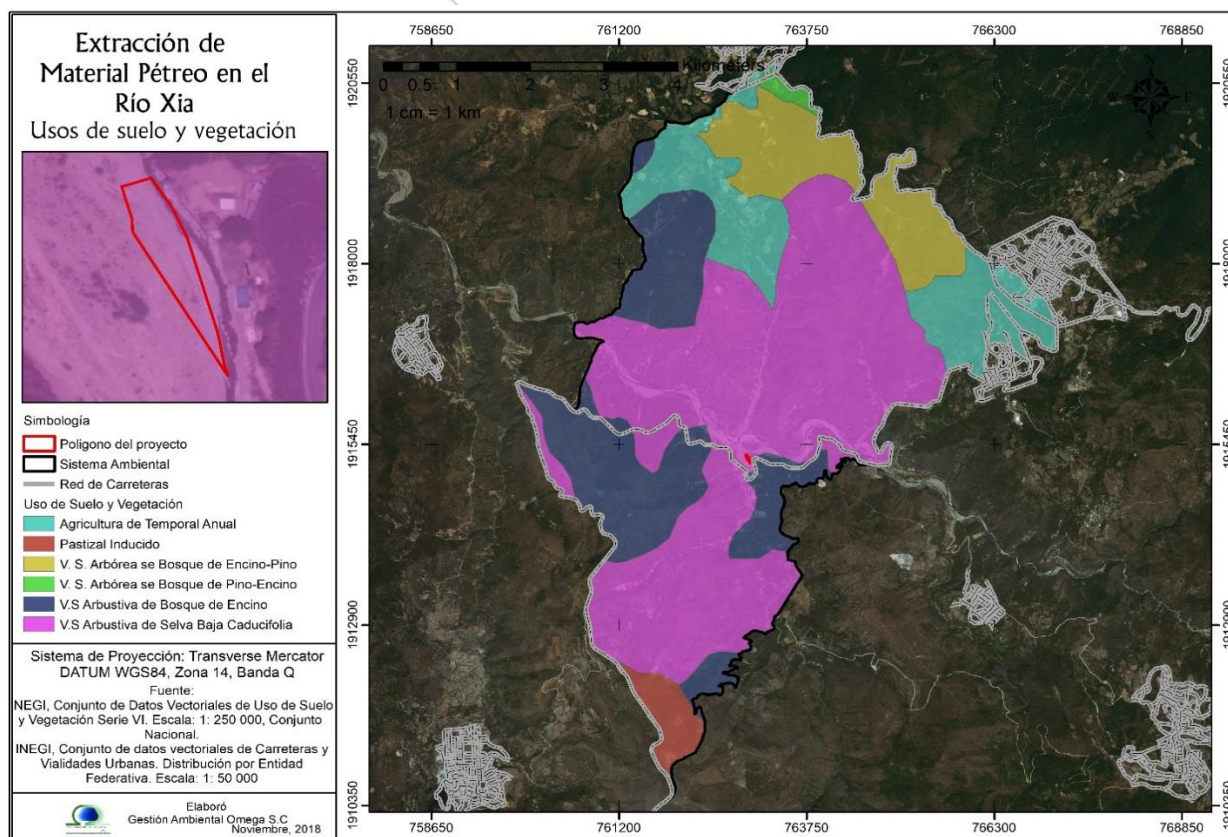 Extracción de
Material Pétreo en el
Río Xia
Usos de suelo y vegetación
Simbología
Poligono del proyecto
Sistema Ambiental
Red de Carreteras
Uso de Suelo y Vegetación
Agricultura de Temporal Anual
Pastizal Inducido
V. S. Arbórea se Bosque de Encino-Pino
V. S. Arbórea se Bosque de Pino-Encino
V.S Arbustiva de Bosque de Encino
V.S Arbustiva de Selva Baja Caducifolia
Sistema de Proyección: Transverse Mercator
DATUM WGS84, Zona 14, Banda Q
Fuente:
NEGI, Conjunto de Datos Vectoriales de Uso de Suelo
y Vegetación Serie VI. Escala: 1: 250 000, Conjunto
Nacional.
INEGI, Conjunto de datos vectoriales de Carreteras y
Vialidades Urbanas. Distribución por Entidad
Federativa. Escala: 1: 50 000
Elaboró
Gestión Ambiental Omega S.C
Noviembre, 2018
758650 761200 763750 766300 768850
Kilometers
0 0.5 1 2 3 4
1 cm = 1 km
N
W E
S
1920550 1920550
1918000 1918000
1915450 1915450
1912900 1912900
1910350 1910350
758650 761200 763750 766300 768850